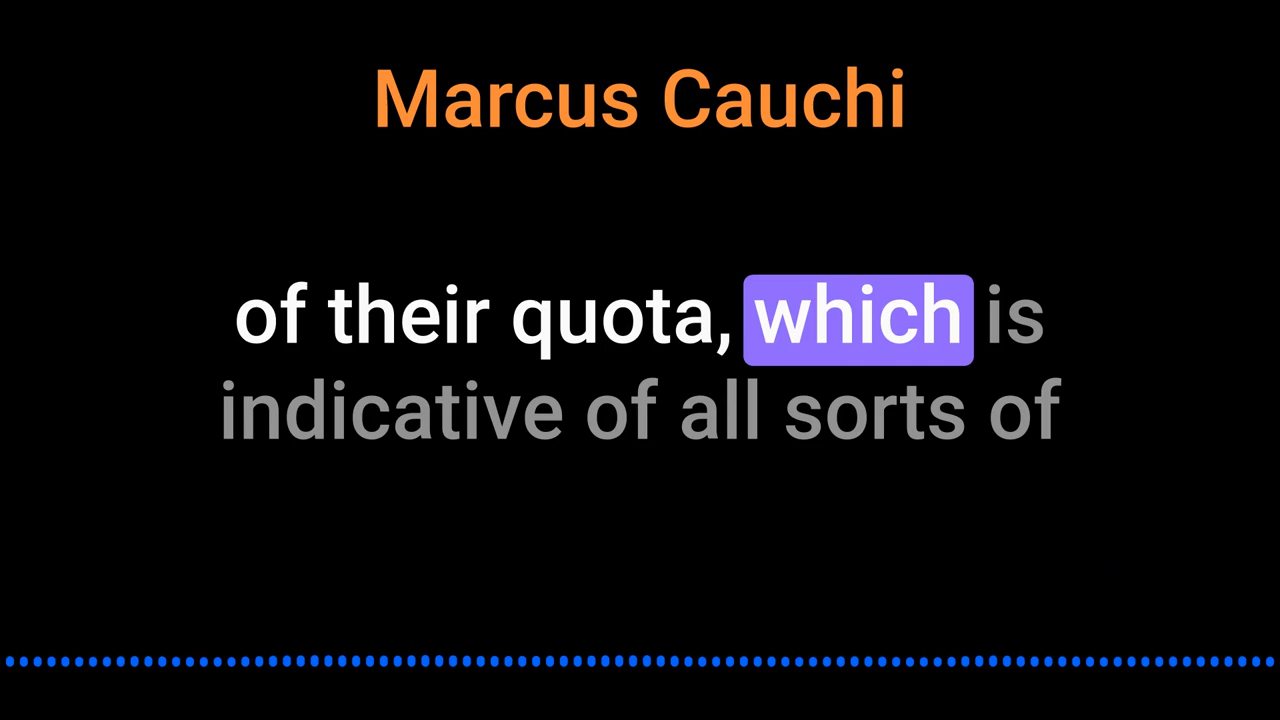 Marcus Cauchi
of their quota, which is
indicative of all sorts of